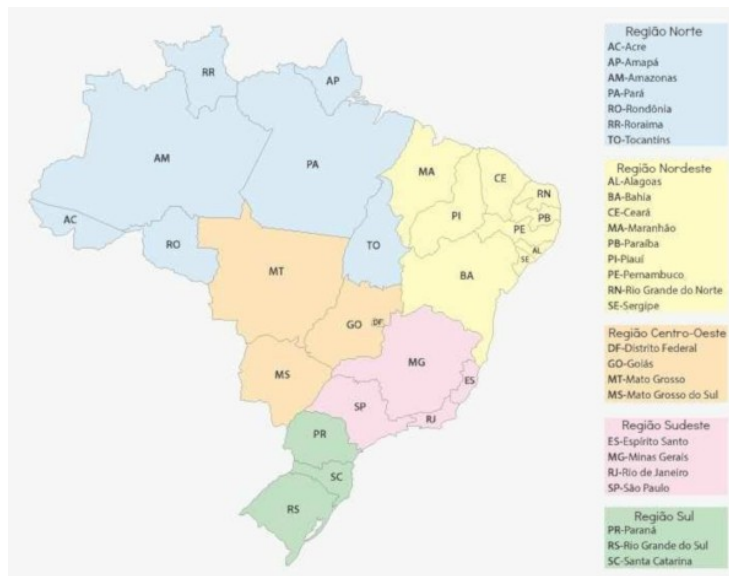 RR
AP
AM
PA
MA
CE
RN
PB
PE
AL
SE
PI
AC
RO
TO
BA
MT
GO
DF
MG
ES
MS
SP
RJ
PR
SC
RS
Região Norte
AC-Acre
AP-Amapá
AM-Amazonas
PA-Pará
RO-Rondônia
RR-Roraima
TO-Tocantins
Região Nordeste
AL-Alagoas
BA-Bahia
CE-Ceará
MA-Maranhão
PB-Paraíba
PI-Piauí
PE-Pernambuco
RN-Rio Grande do Norte
SE-Sergipe
Região Centro-Oeste
DF-Distrito Federal
GO-Goiás
MT-Mato Grosso
MS-Mato Grosso do Sul
Região Sudeste
ES-Espírito Santo
MG-Minas Gerais
RJ-Rio de Janeiro
SP-São Paulo
Região Sul
PR-Paraná
RS-Rio Grande do Sul
SC-Santa Catarina